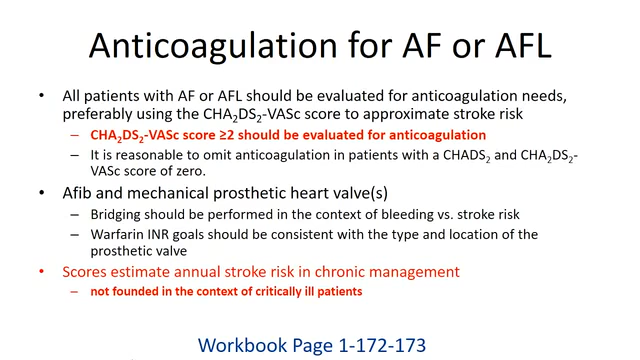 Anticoagulation for AF or AFL
• All patients with AF or AFL should be evaluated for anticoagulation needs,
preferably using the CHA₂DS₂-VASc score to approximate stroke risk
– CHA₂DS₂-VASc score ≥2 should be evaluated for anticoagulation
– It is reasonable to omit anticoagulation in patients with a CHADS₂ and CHA₂DS₂-
VASc score of zero.
• Afib and mechanical prosthetic heart valve(s)
– Bridging should be performed in the context of bleeding vs. stroke risk
– Warfarin INR goals should be consistent with the type and location of the
prosthetic valve
• Scores estimate annual stroke risk in chronic management
– not founded in the context of critically ill patients
Workbook Page 1-172-173